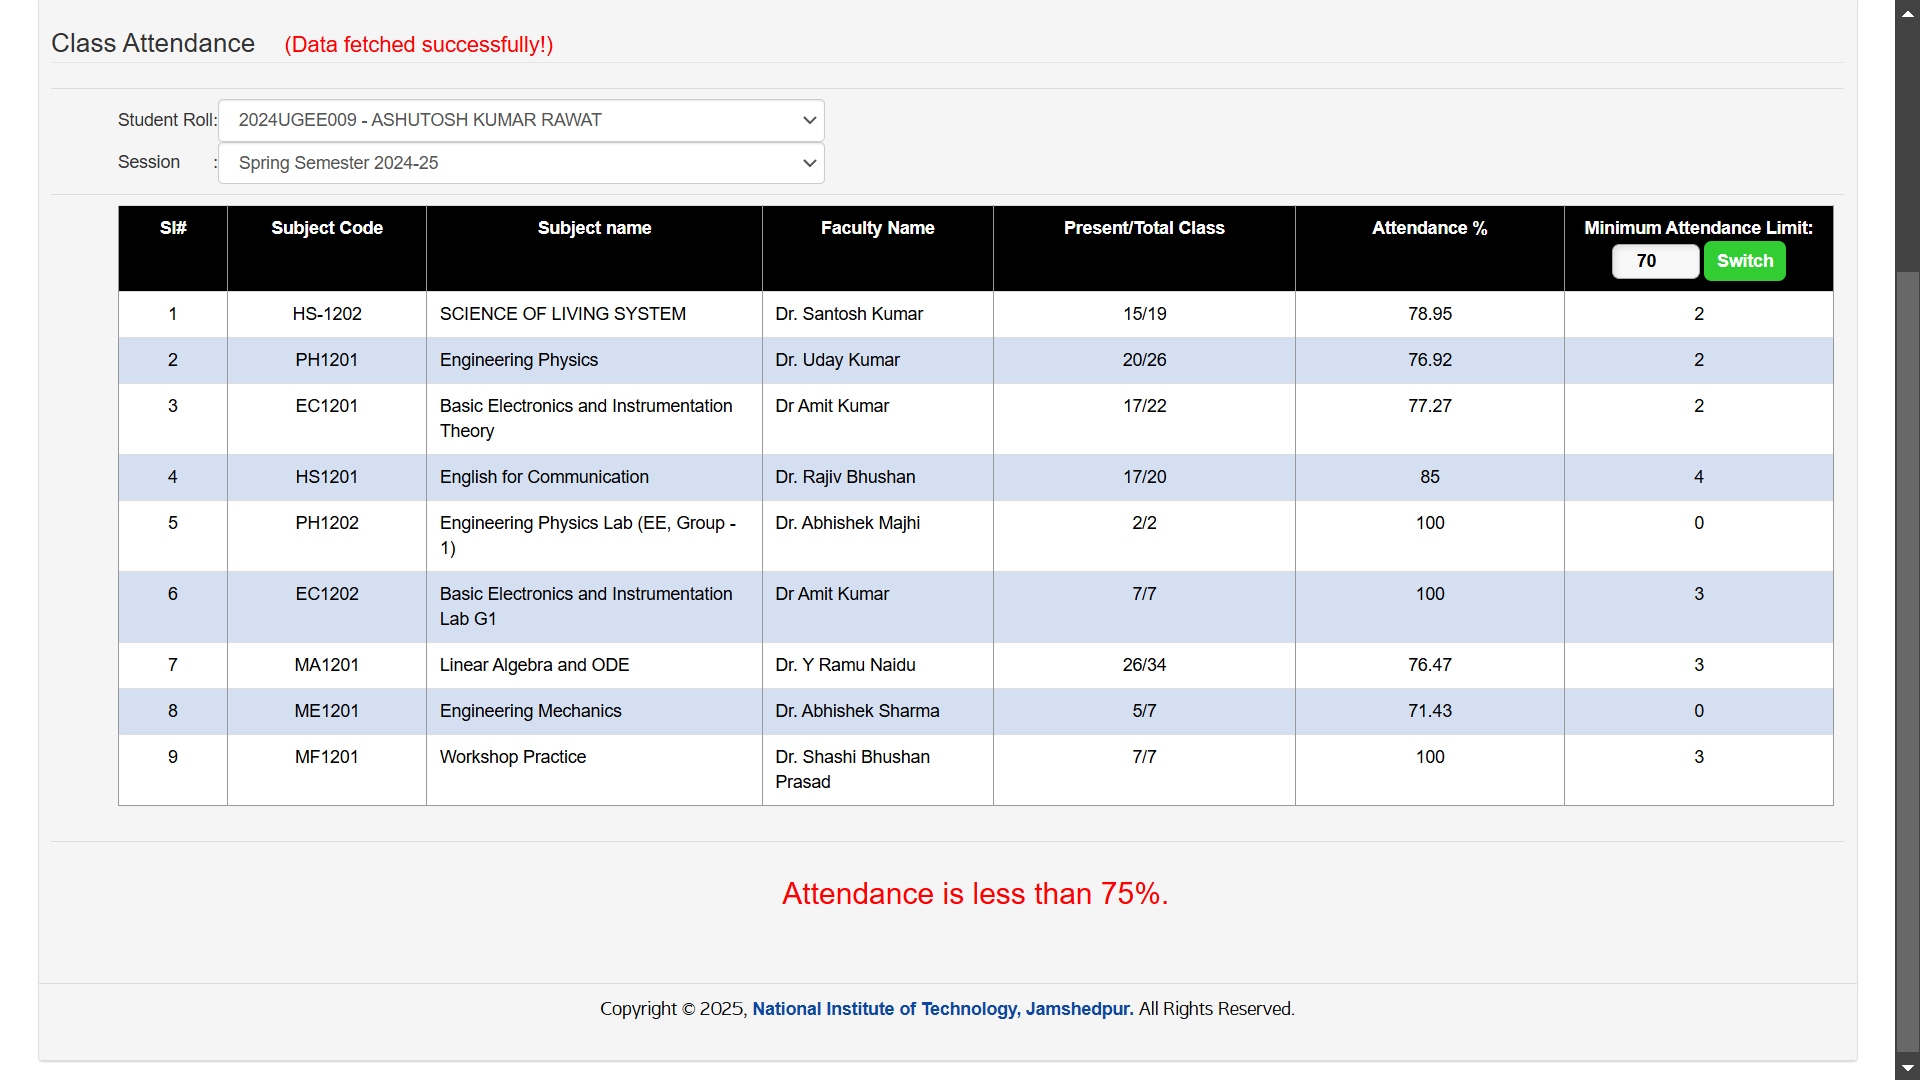 Class Attendance (Data fetched successfully!)
Student Roll: 2024UGEE009 - ASHUTOSH KUMAR RAWAT
Session : Spring Semester 2024-25
Sl# Subject Code Subject name Faculty Name Present/Total Class Attendance % Minimum Attendance Limit:
70 Switch
1 HS-1202 SCIENCE OF LIVING SYSTEM Dr. Santosh Kumar 15/19 78.95 2
2 PH1201 Engineering Physics Dr. Uday Kumar 20/26 76.92 2
3 EC1201 Basic Electronics and Instrumentation Dr Amit Kumar 17/22 77.27 2
Theory
4 HS1201 English for Communication Dr. Rajiv Bhushan 17/20 85 4
5 PH1202 Engineering Physics Lab (EE, Group - Dr. Abhishek Majhi 2/2 100 0
1)
6 EC1202 Basic Electronics and Instrumentation Dr Amit Kumar 7/7 100 3
Lab G1
7 MA1201 Linear Algebra and ODE Dr. Y Ramu Naidu 26/34 76.47 3
8 ME1201 Engineering Mechanics Dr. Abhishek Sharma 5/7 71.43 0
9 MF1201 Workshop Practice Dr. Shashi Bhushan 7/7 100 3
Prasad
Attendance is less than 75%.
Copyright © 2025, National Institute of Technology, Jamshedpur. All Rights Reserved.